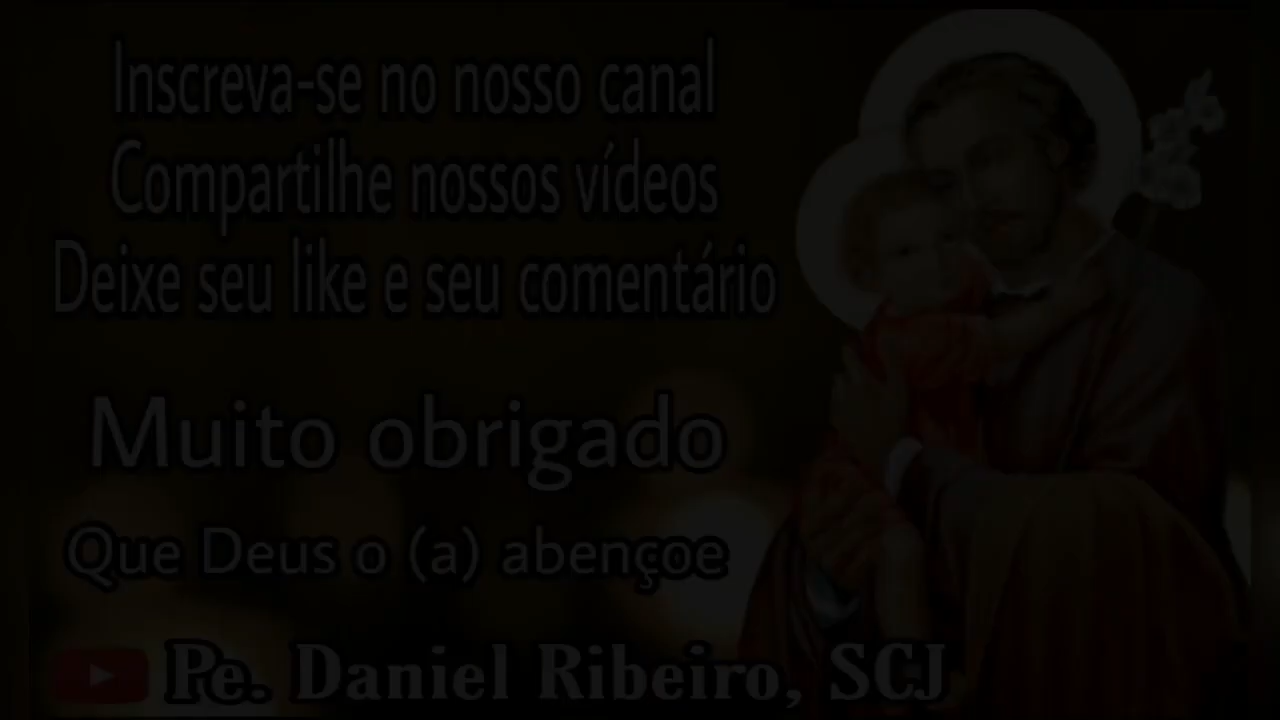 Inscreva-se no nosso canal
Compartilhe nossos vídeos
Deixe seu like e seu comentário
Muito obrigado
Que Deus o (a) abençoe
Pe. Daniel Ribeiro, SCJ